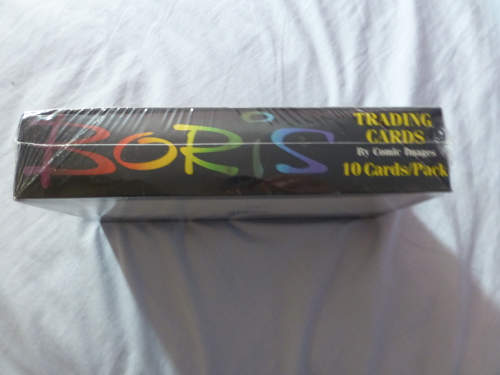 BORIS
TRADING
CARDS
By Comic Images
10 Cards/Pack